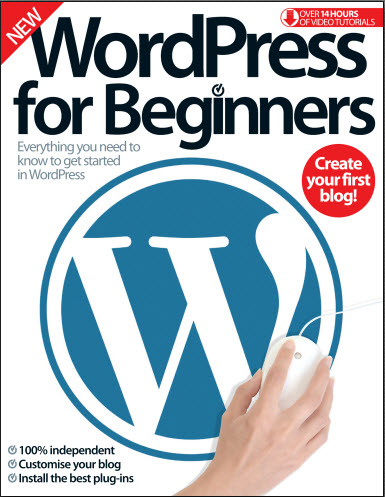 NEW
OVER 14 HOURS
OF VIDEO TUTORIALS
WordPress
for Beginners
Everything you need to
know to get started
in WordPress
Create
your first
blog!
W
100% independent
Customise your blog
Install the best plug-ins